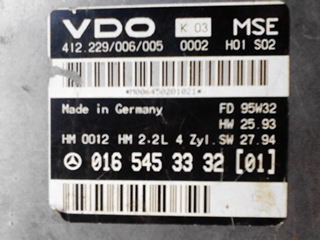 VDO K 03 MSE
412.229/006/005 0002 H01 S02
*M006450201021*
Made in Germany FD 95W32
HW 25.93
HM 0012 HM 2.2L 4 Zyl. SW 27.94
016 545 33 32 [01]